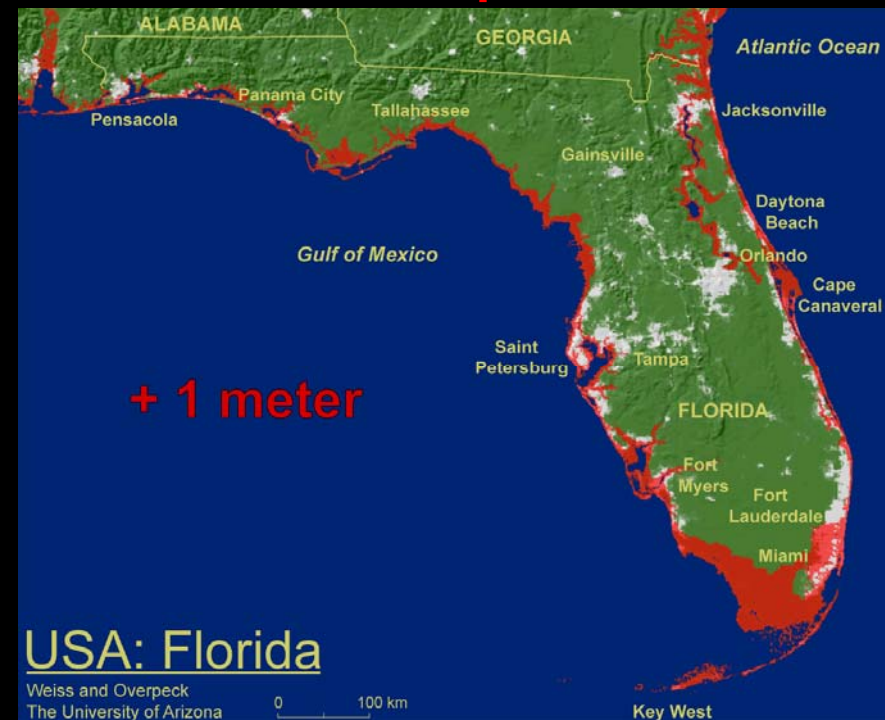 ALABAMA
GEORGIA
Atlantic Ocean
Panama City
Pensacola
Tallahassee
Jacksonville
Gainsville
Daytona
Beach
Gulf of Mexico
Orlando
Cape
Canaveral
Saint
Petersburg
Tampa
+ 1 meter
FLORIDA
Fort
Myers
Fort
Lauderdale
Miami
USA: Florida
Weiss and Overpeck
The University of Arizona
0 100 km
Key West